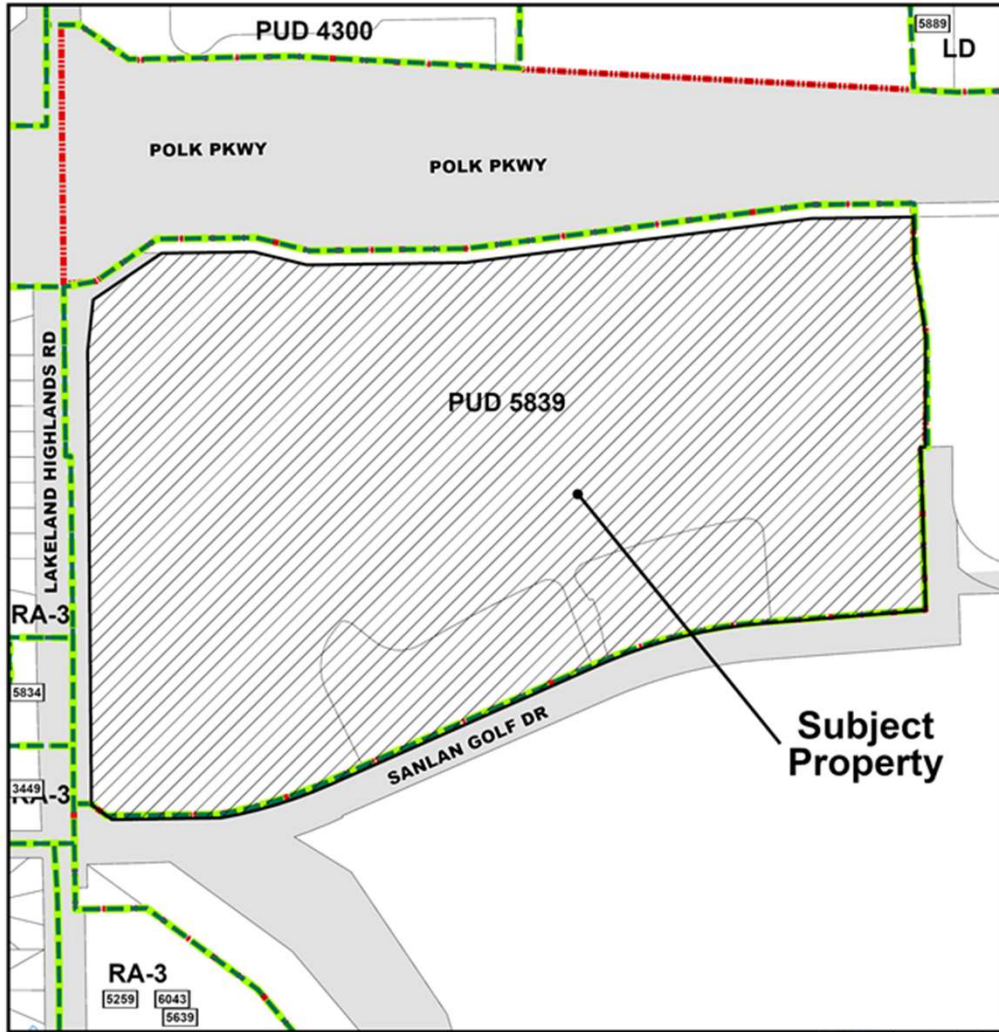 PUD 4300
5889
LD
POLK PKWY
POLK PKWY
LAKELAND HIGHLANDS RD
PUD 5839
RA-3
5834
3449
RA-3
SANLAN GOLF DR
Subject
Property
RA-3
5259
6043
5639